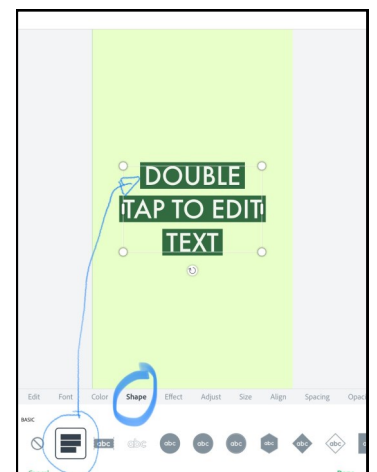 DOUBLE
TAP TO EDIT
TEXT
Edit Font Color Shape Effect Adjust Size Align Spacing Opac
BASIC
abc abc abc abc abc abc abc abc